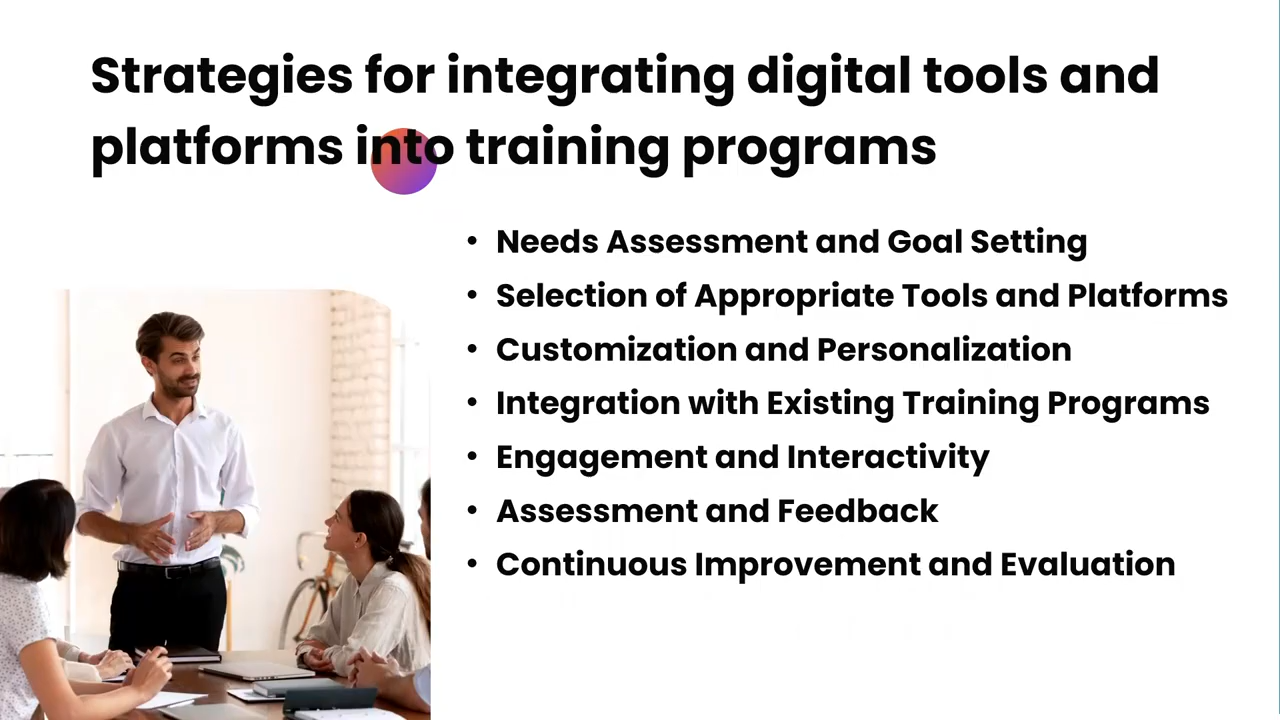 Strategies for integrating digital tools and
platforms into training programs
• Needs Assessment and Goal Setting
• Selection of Appropriate Tools and Platforms
• Customization and Personalization
• Integration with Existing Training Programs
• Engagement and Interactivity
• Assessment and Feedback
• Continuous Improvement and Evaluation